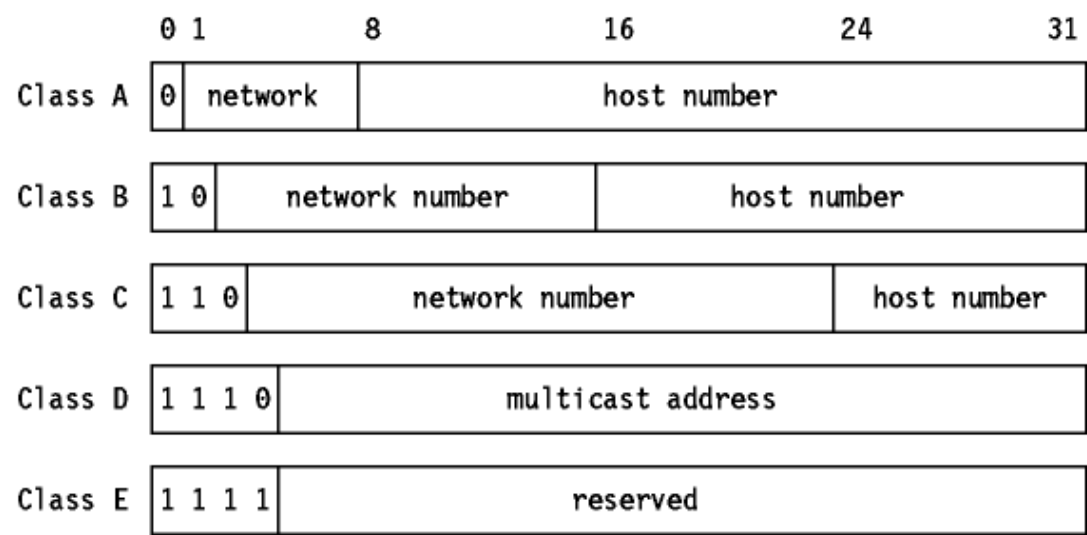 0 1 8 16 24 31
Class A 0 network host number
Class B 1 0 network number host number
Class C 1 1 0 network number host number
Class D 1 1 1 0 multicast address
Class E 1 1 1 1 reserved